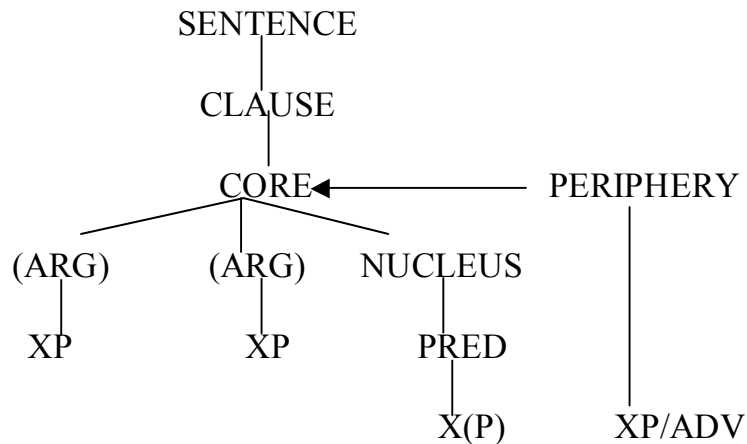 SENTENCE
CLAUSE
CORE PERIPHERY
(ARG) (ARG) NUCLEUS
XP XP PRED
X(P) XP/ADV